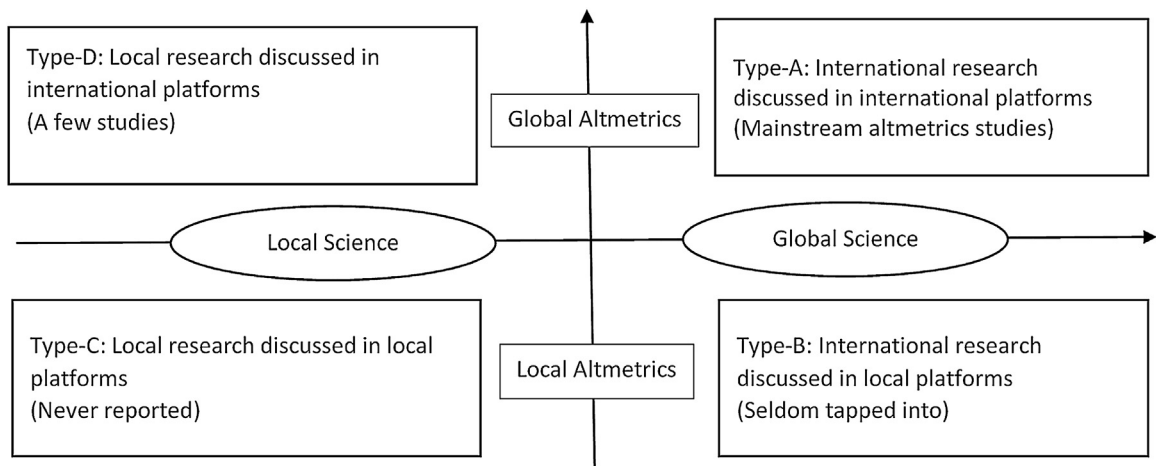 Type-D: Local research discussed in
international platforms
(A few studies)
Global Altmetrics
Type-A: International research
discussed in international platforms
(Mainstream altmetrics studies)
Local Science
Global Science
Type-C: Local research discussed in local
platforms
(Never reported)
Local Altmetrics
Type-B: International research
discussed in local platforms
(Seldom tapped into)